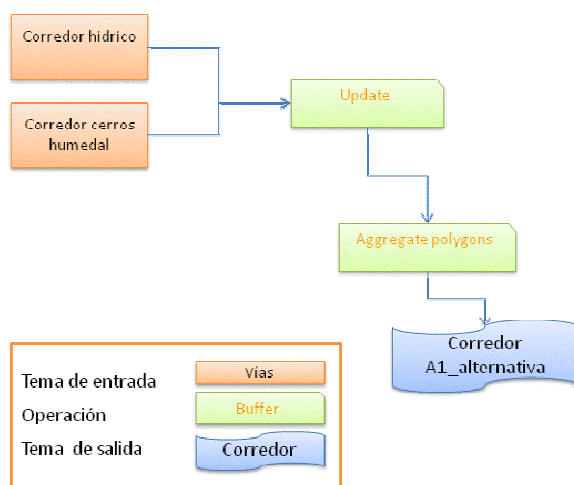 Corredor hidrico
Corredor cerros
humedal
Update
Aggregate polygons
Corredor
A1_alternativa
Tema de entrada
Vías
Operación
Buffer
Tema de salida
Corredor